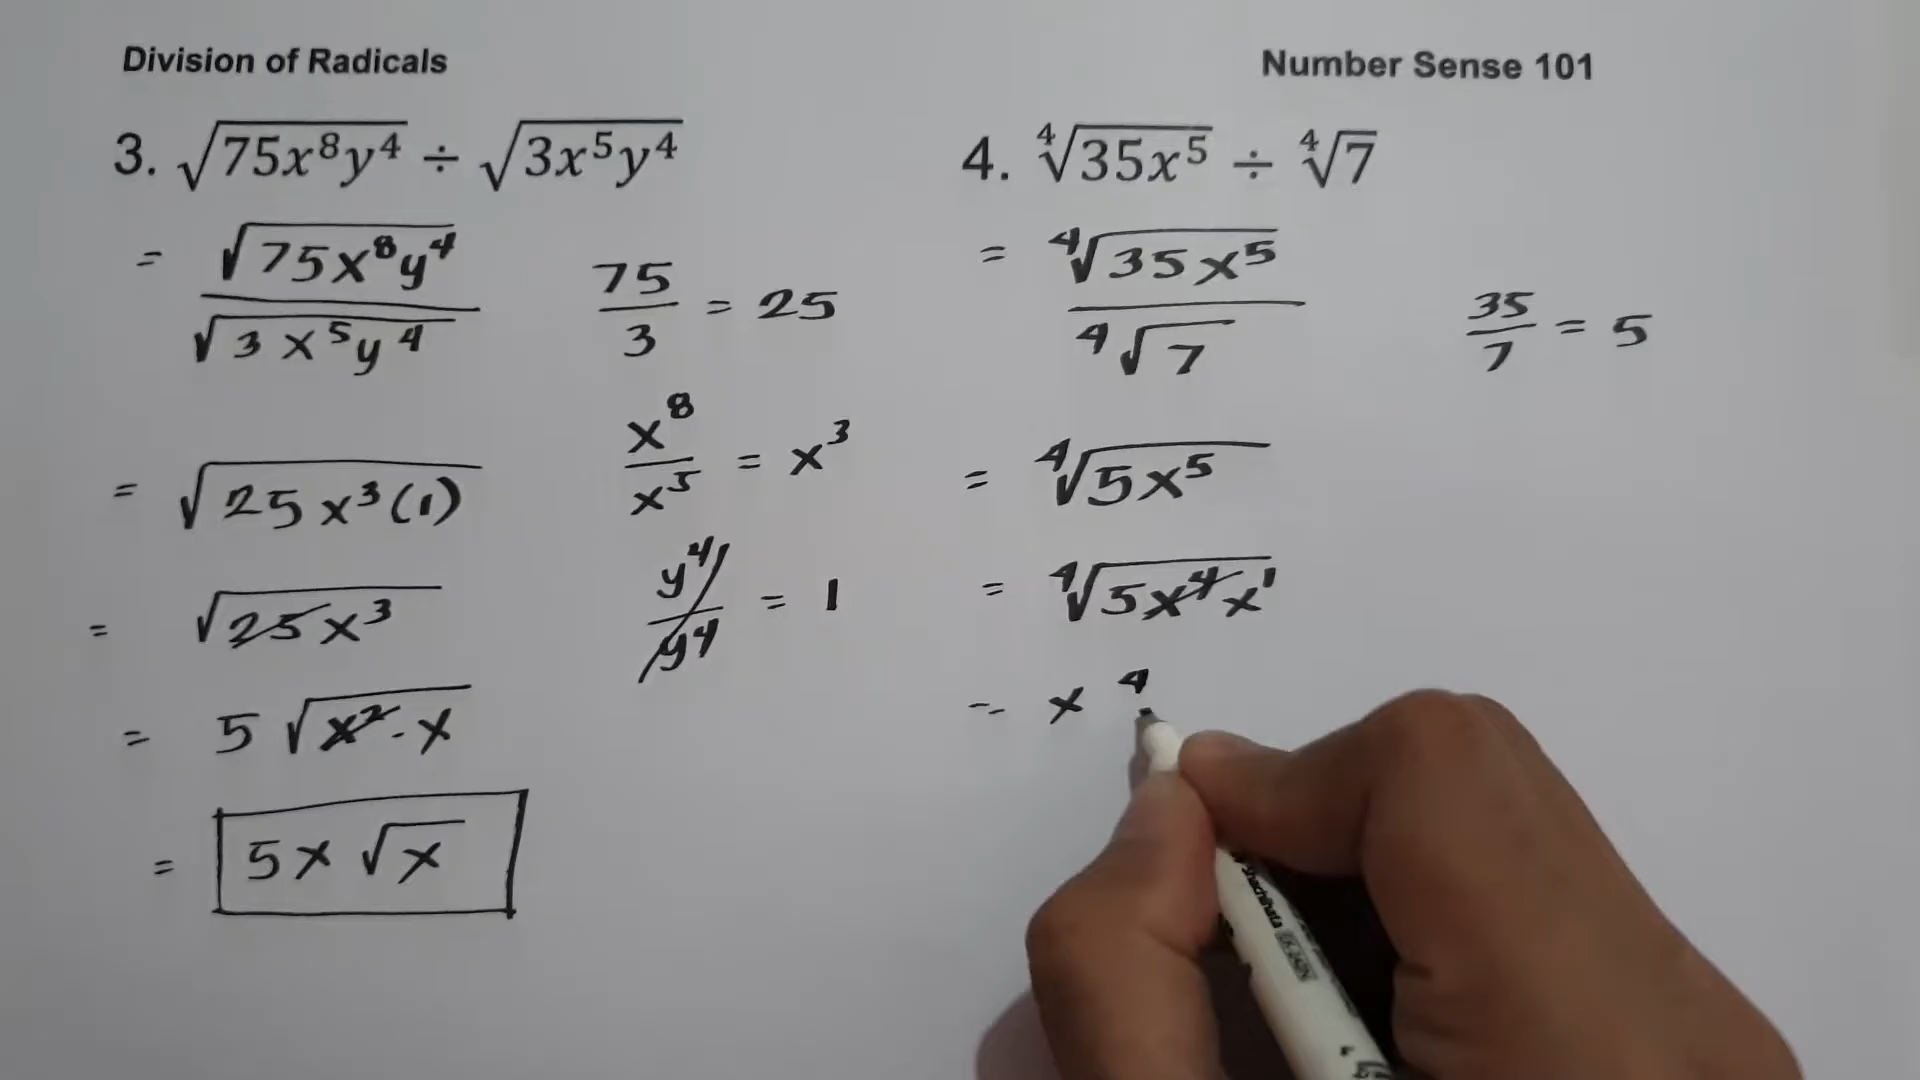 Division of Radicals
Number Sense 101
3. √75x⁸y⁴ ÷ √3x⁵y⁴
= √75x⁸y⁴
√3x⁵y⁴
75/3 = 25
x⁸/x⁵ = x³
y⁴/y⁴ = 1
= √25x³(1)
= √25x³
= 5√x²·x
= 5x√x
4. ⁴√35x⁵ ÷ ⁴√7
= ⁴√35x⁵
⁴√7
35/7 = 5
= ⁴√5x⁵
= ⁴√5x⁴x¹
= x ⁴
Shachihata